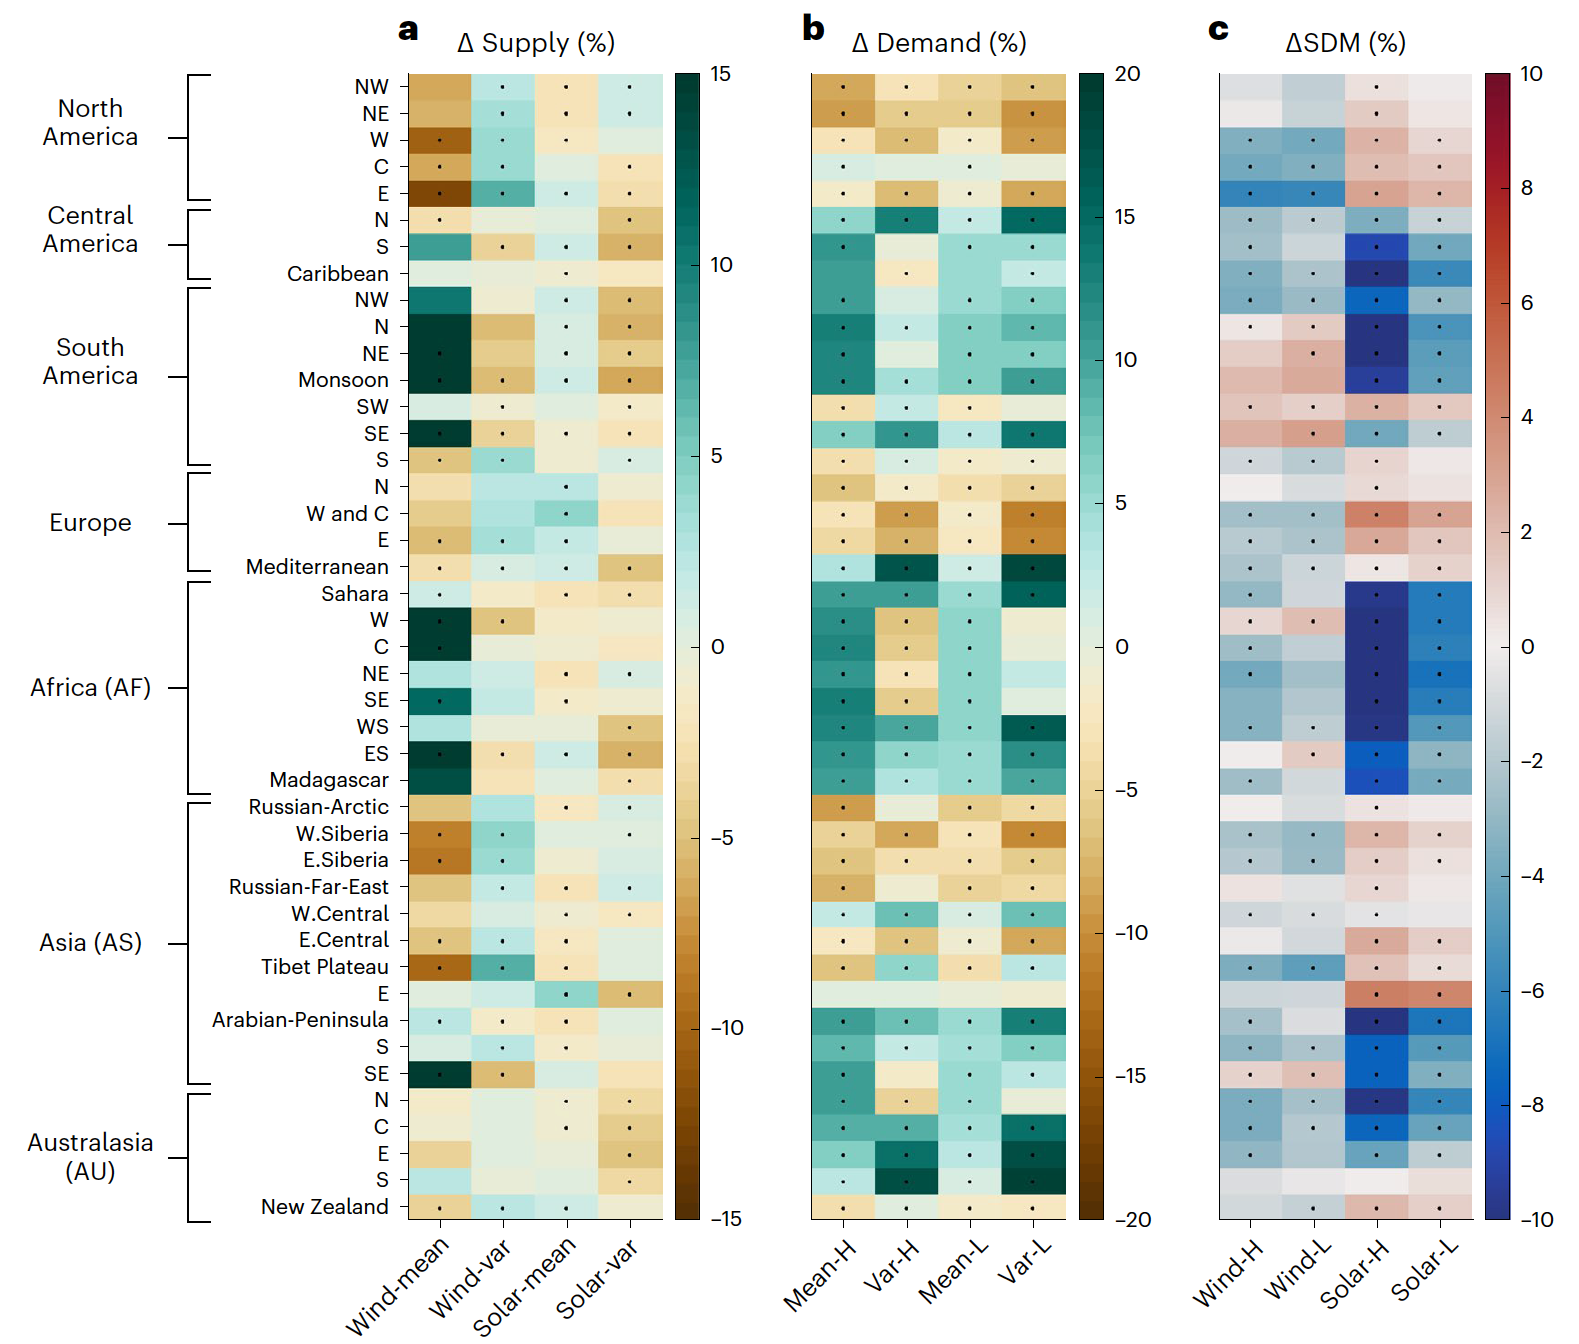 a
Δ Supply (%)
b
Δ Demand (%)
c
ΔSDM (%)
North
America
NW
NE
W
C
E
Central
America
N
S
Caribbean
South
America
NW
N
NE
Monsoon
SW
SE
S
Europe
N
W and C
E
Mediterranean
Africa (AF)
Sahara
W
C
NE
SE
WS
ES
Madagascar
Asia (AS)
Russian-Arctic
W.Siberia
E.Siberia
Russian-Far-East
W.Central
E.Central
Tibet Plateau
E
Arabian-Peninsula
S
SE
Australasia
(AU)
N
C
E
S
New Zealand
15
10
5
0
−5
−10
−15
20
15
10
5
0
−5
−10
−15
−20
10
8
6
4
2
0
−2
−4
−6
−8
−10
Wind-mean
Wind-var
Solar-mean
Solar-var
Mean-H
Var-H
Mean-L
Var-L
Wind-H
Wind-L
Solar-H
Solar-L